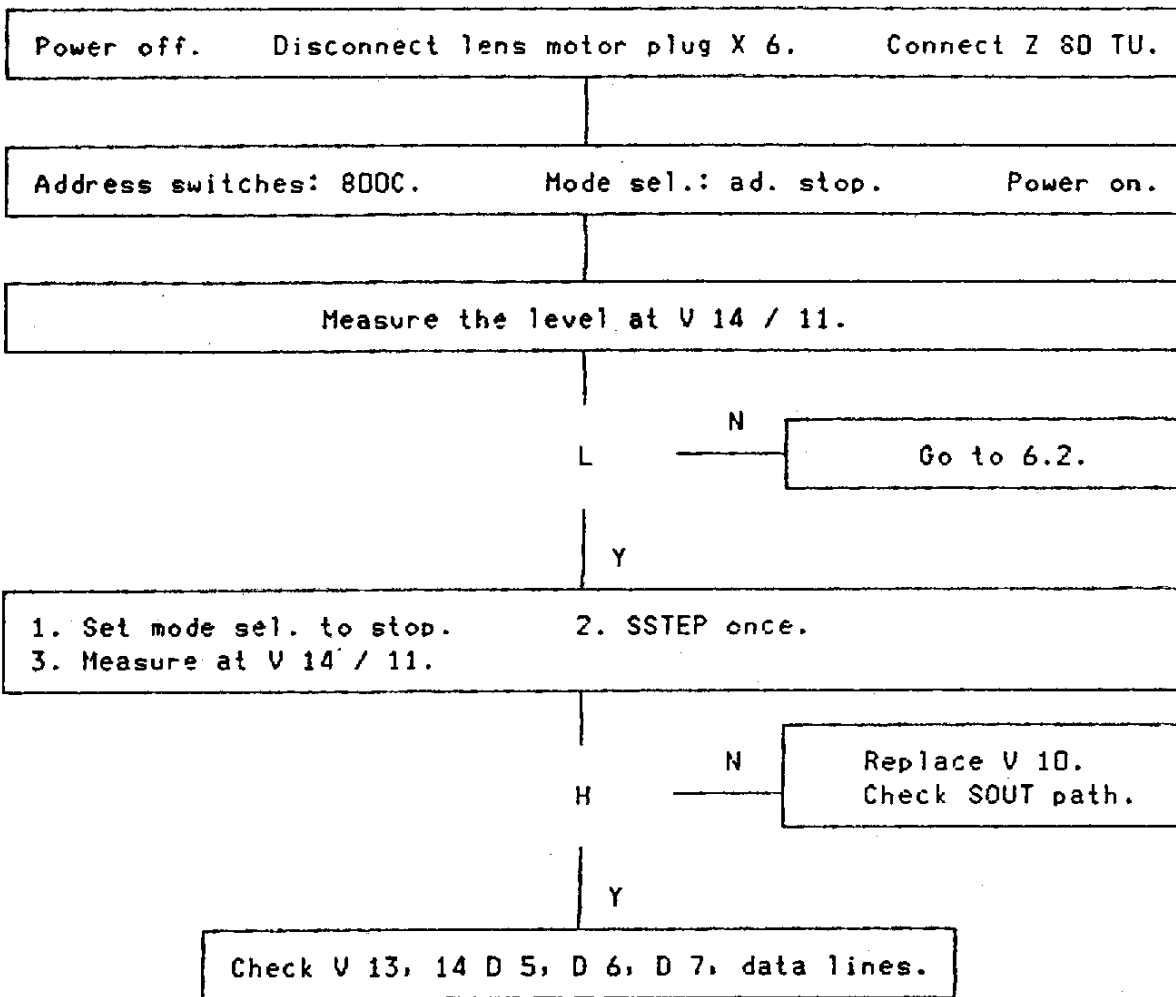 Power off. Disconnect lens motor plug X 6. Connect Z 80 TU.
Address switches: 800C. Mode sel.: ad. stop. Power on.
Measure the level at V 14 / 11.
N
L
Go to 6.2.
Y
1. Set mode sel. to stop. 2. SSTEP once.
3. Measure at V 14 / 11.
N
Replace V 10.
H
Check SOUT path.
Y
Check V 13, 14 D 5, D 6, D 7, data lines.